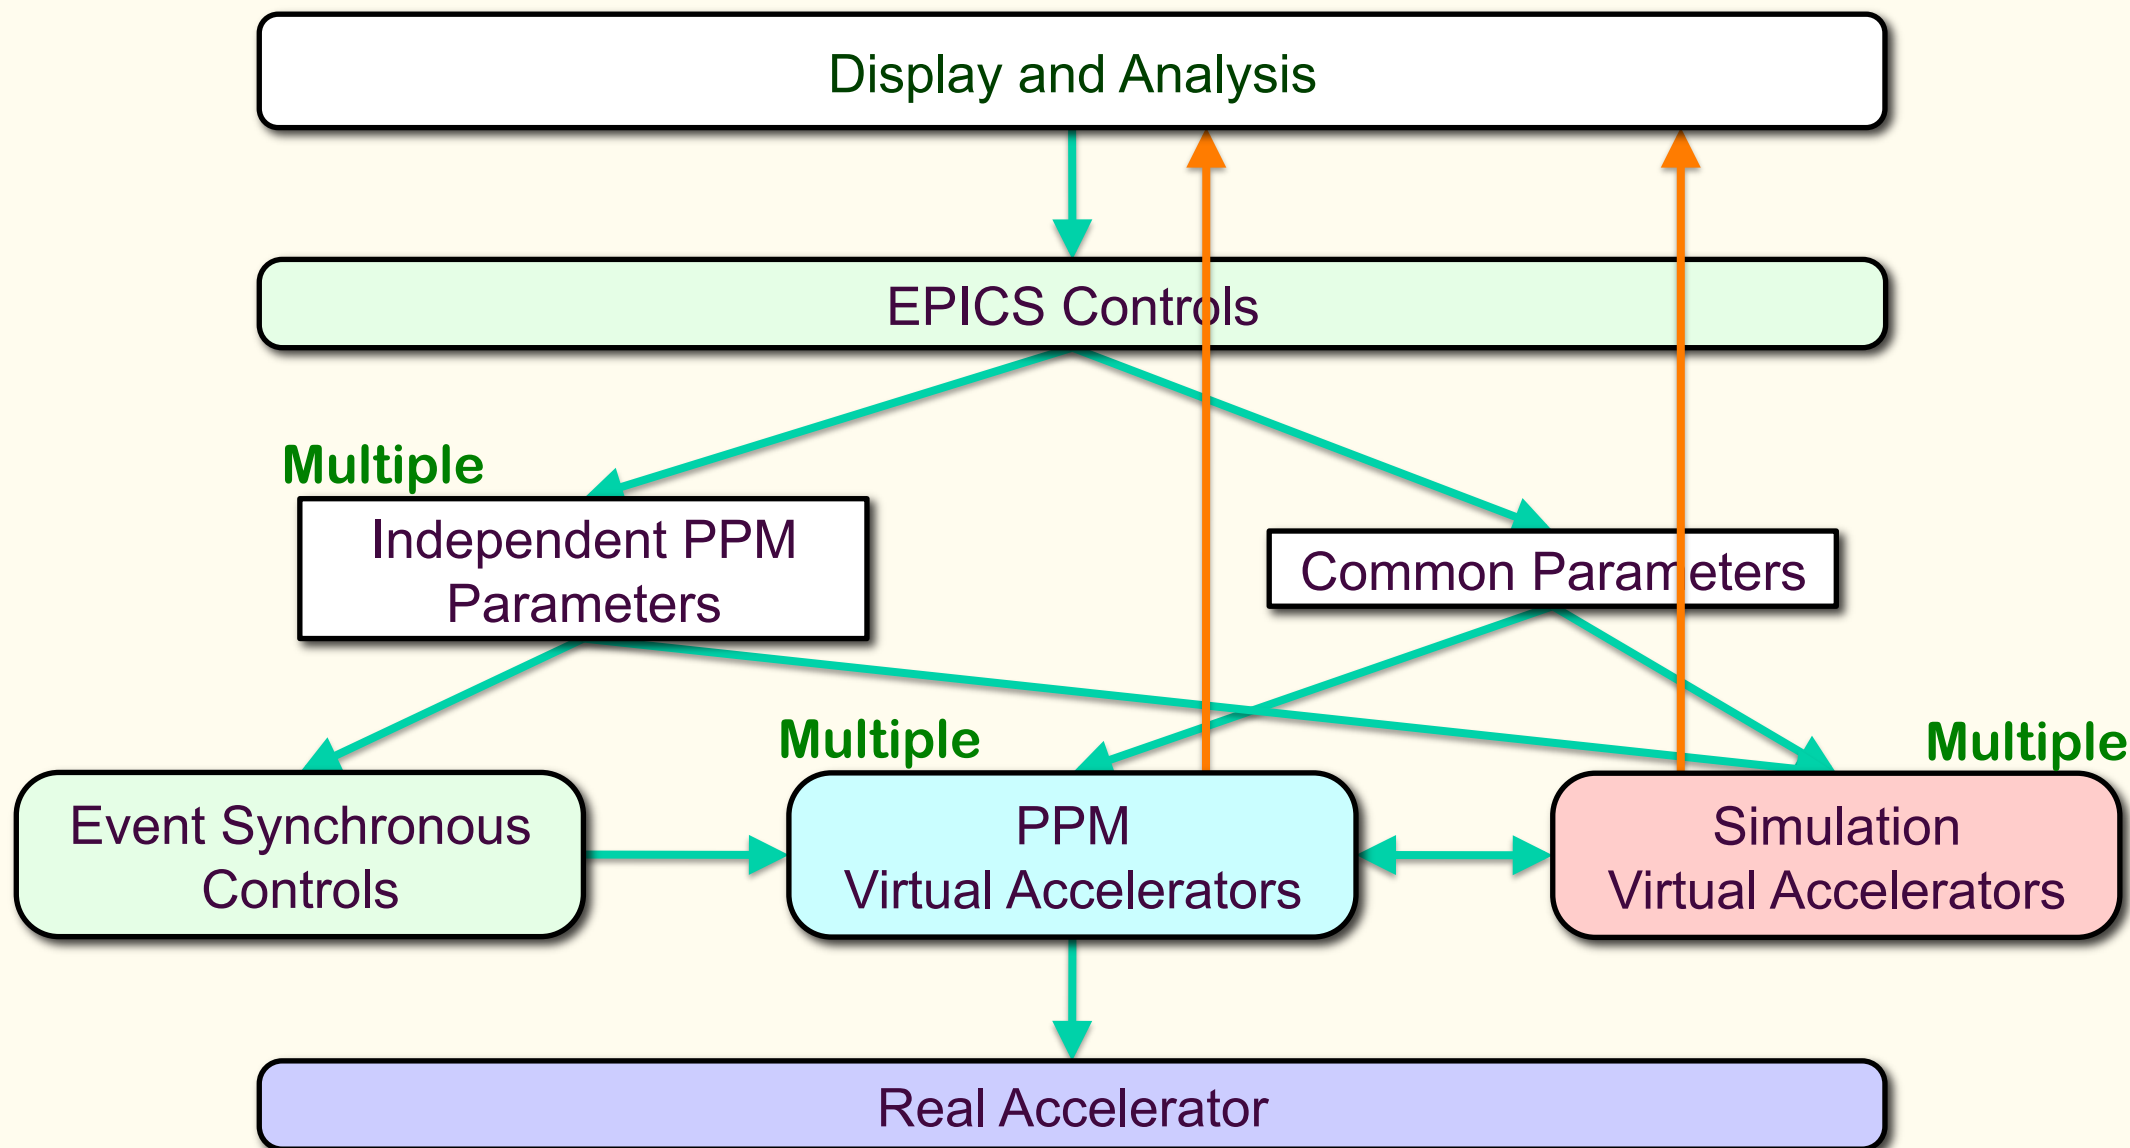 Display and Analysis
EPICS Controls
Multiple
Independent PPM
Parameters
Common Parameters
Multiple
Multiple
Event Synchronous
Controls
PPM
Virtual Accelerators
Simulation
Virtual Accelerators
Real Accelerator